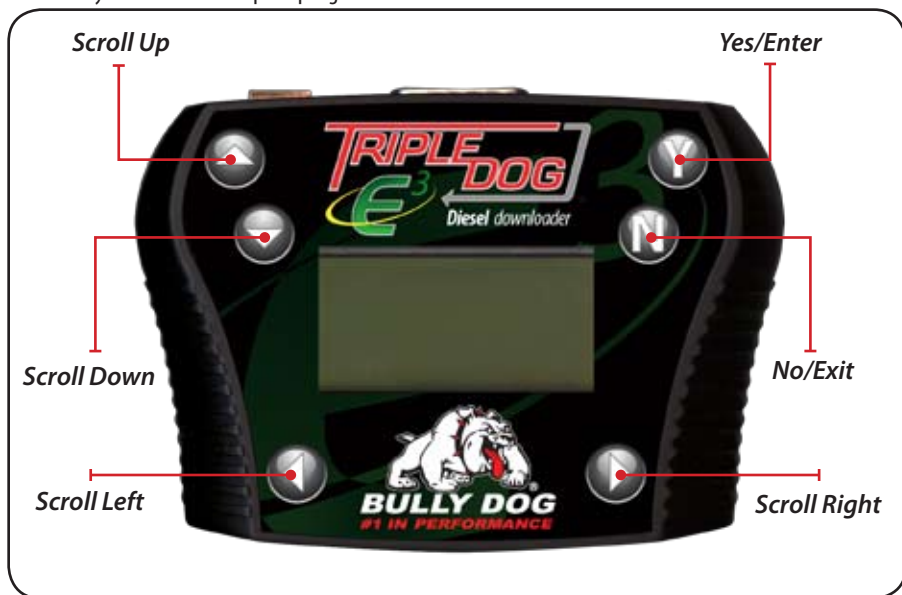 Scroll Up
Yes/Enter
TRIPLE
DOG
E3
3
Diesel downloader
Y
N
Scroll Down
No/Exit
Scroll Left
Scroll Right
BULLY DOG®
#1 IN PERFORMANCE